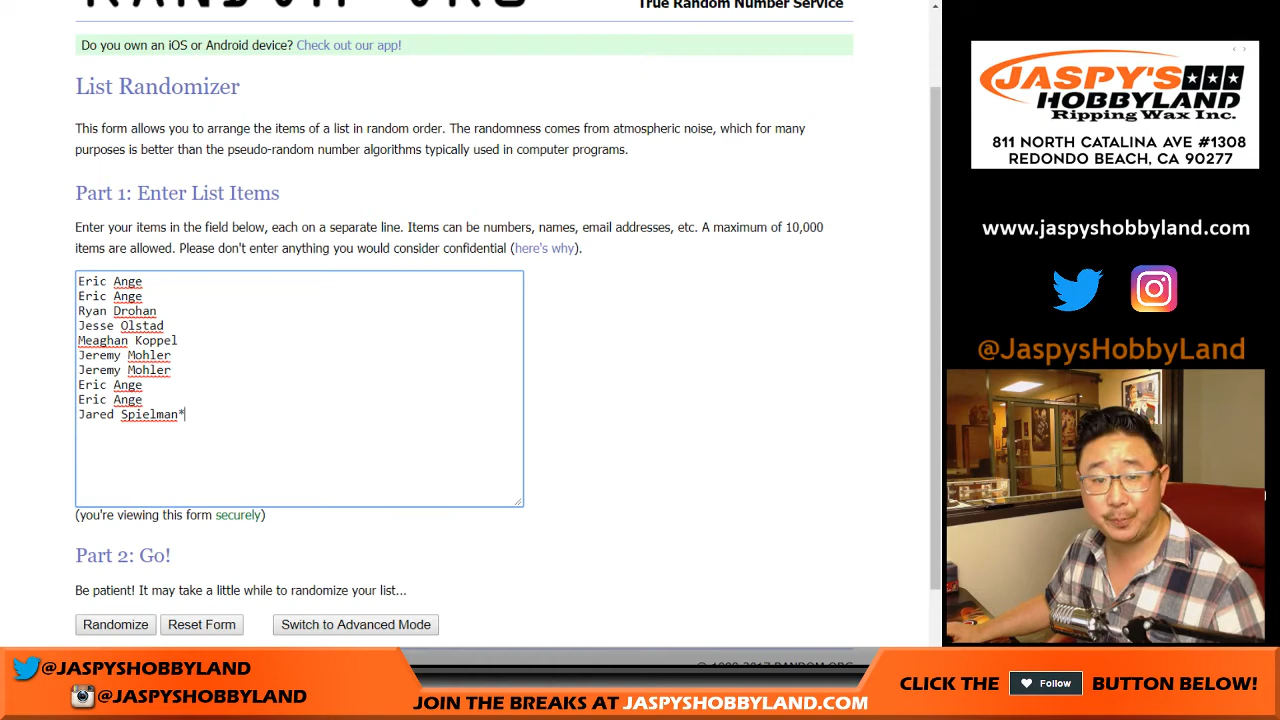 RANDOM ORG
True Random Number Service
Do you own an iOS or Android device? Check out our app!
List Randomizer
This form allows you to arrange the items of a list in random order. The randomness comes from atmospheric noise, which for many
purposes is better than the pseudo-random number algorithms typically used in computer programs.
Part 1: Enter List Items
Enter your items in the field below, each on a separate line. Items can be numbers, names, email addresses, etc. A maximum of 10,000
items are allowed. Please don't enter anything you would consider confidential (here's why).
Eric Ange
Eric Ange
Ryan Drohan
Jesse Olstad
Meaghan Koppel
Jeremy Mohler
Jeremy Mohler
Eric Ange
Eric Ange
Jared Spielman*
(you're viewing this form securely)
Part 2: Go!
Be patient! It may take a little while to randomize your list...
Randomize
Reset Form
Switch to Advanced Mode
JASPY'S
HOBBYLAND
Ripping Wax Inc.
811 NORTH CATALINA AVE #1308
REDONDO BEACH, CA 90277
www.jaspyshobbyland.com
@JaspysHobbyLand
@JASPYSHOBBYLAND
@JASPYSHOBBYLAND
JOIN THE BREAKS AT JASPYSHOBBYLAND.COM
CLICK THE Follow BUTTON BELOW!